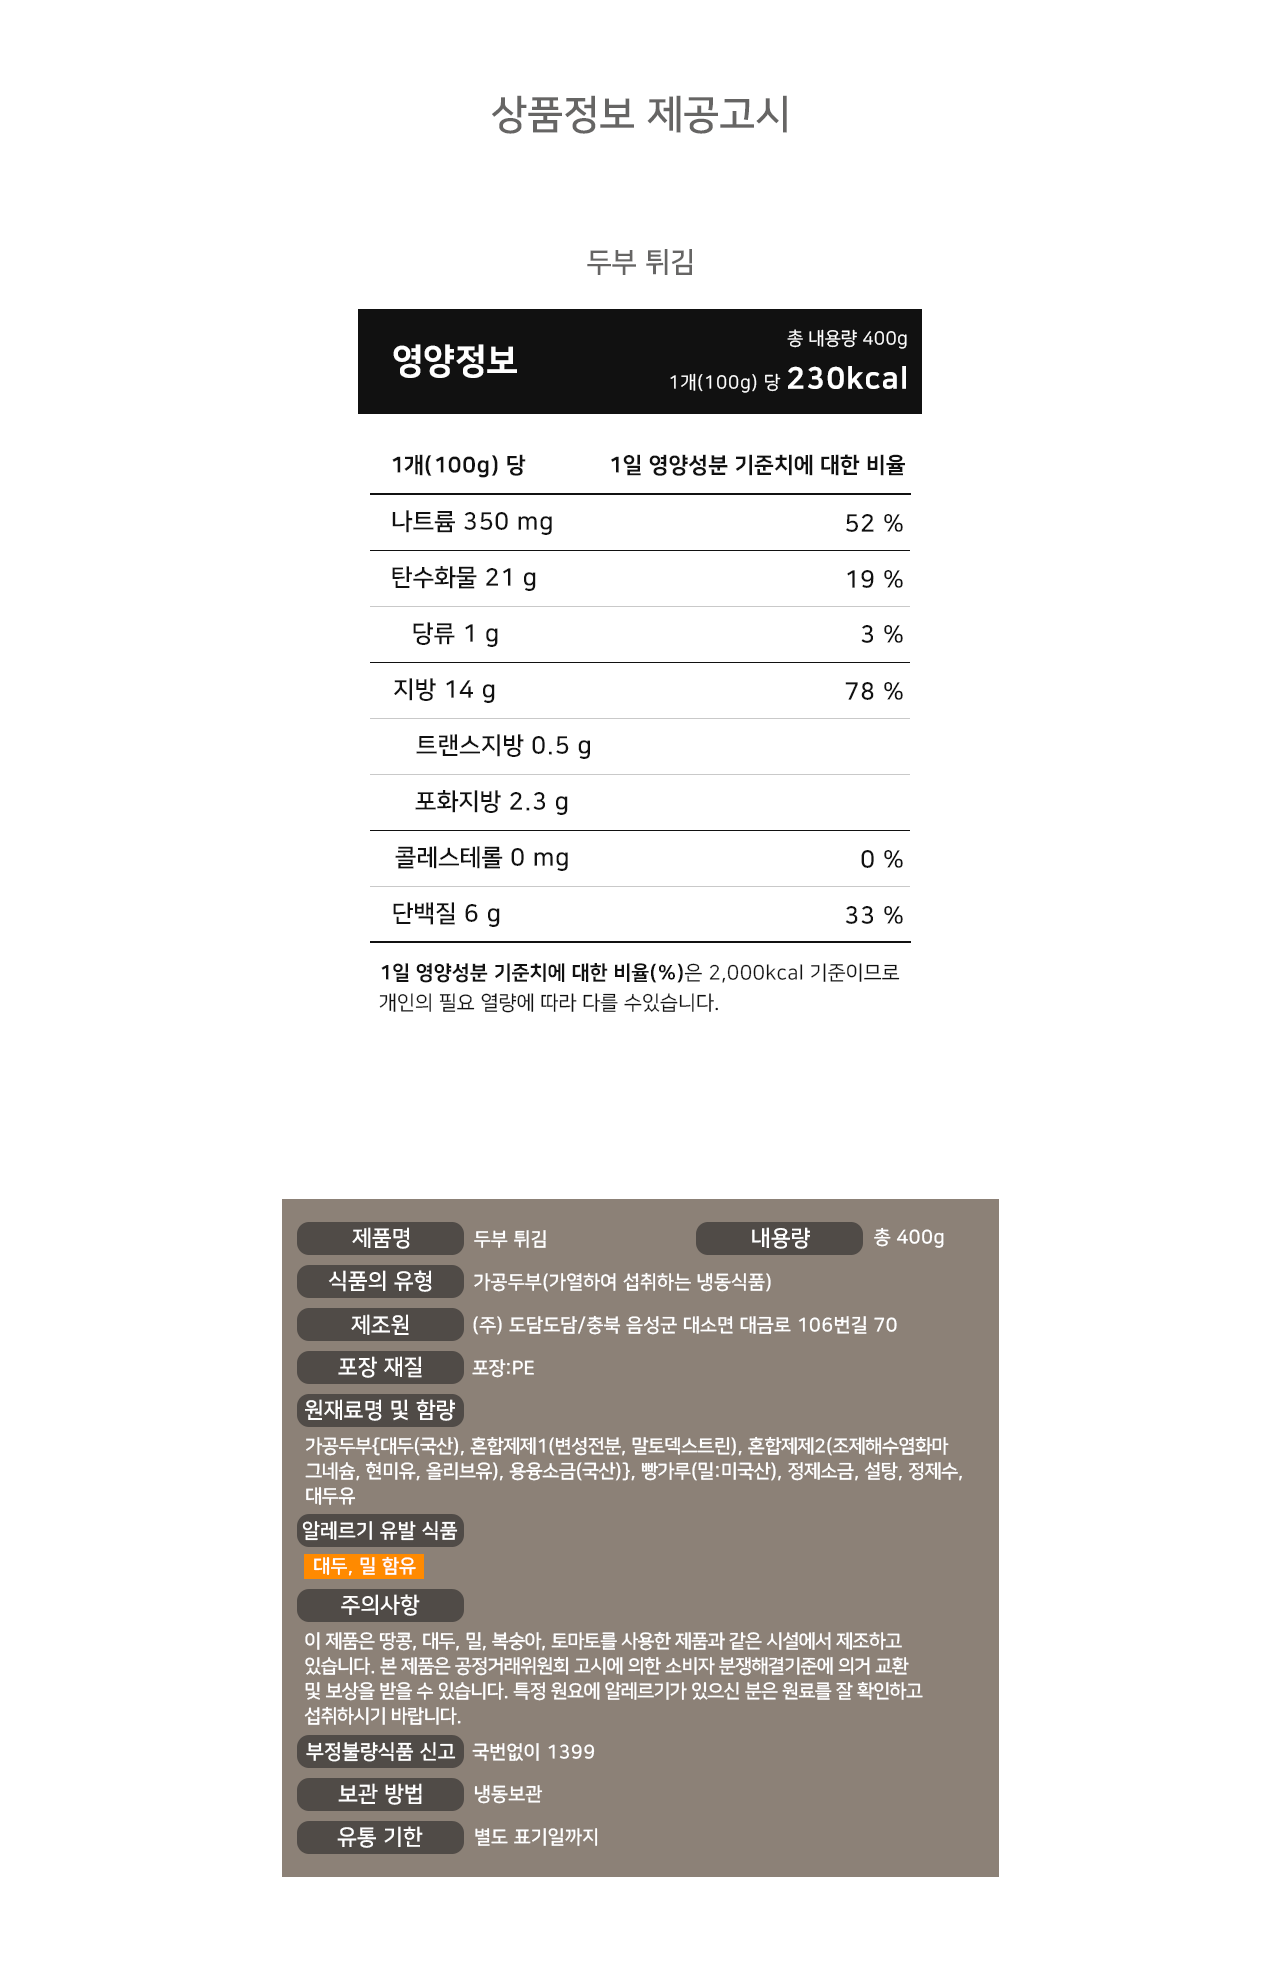 상품정보 제공고시
두부 튀김
영양정보
총 내용량 400g
1개(100g) 당 230kcal
1개(100g) 당 1일 영양성분 기준치에 대한 비율
나트륨 350 mg 52 %
탄수화물 21 g 19 %
당류 1 g 3 %
지방 14 g 78 %
트랜스지방 0.5 g
포화지방 2.3 g
콜레스테롤 0 mg 0 %
단백질 6 g 33 %
1일 영양성분 기준치에 대한 비율(%)은 2,000kcal 기준이므로
개인의 필요 열량에 따라 다를 수있습니다.
제품명 두부 튀김 내용량 총 400g
식품의 유형 가공두부(가열하여 섭취하는 냉동식품)
제조원 (주) 도담도담/충북 음성군 대소면 대금로 106번길 70
포장 재질 포장:PE
원재료명 및 함량
가공두부{대두(국산), 혼합제제1(변성전분, 말토덱스트린), 혼합제제2(조제해수염화마
그네슘, 현미유, 올리브유), 용융소금(국산)}, 빵가루(밀:미국산), 정제소금, 설탕, 정제수,
대두유
알레르기 유발 식품
대두, 밀 함유
주의사항
이 제품은 땅콩, 대두, 밀, 복숭아, 토마토를 사용한 제품과 같은 시설에서 제조하고
있습니다. 본 제품은 공정거래위원회 고시에 의한 소비자 분쟁해결기준에 의거 교환
및 보상을 받을 수 있습니다. 특정 원요에 알레르기가 있으신 분은 원료를 잘 확인하고
섭취하시기 바랍니다.
부정불량식품 신고 국번없이 1399
보관 방법 냉동보관
유통 기한 별도 표기일까지